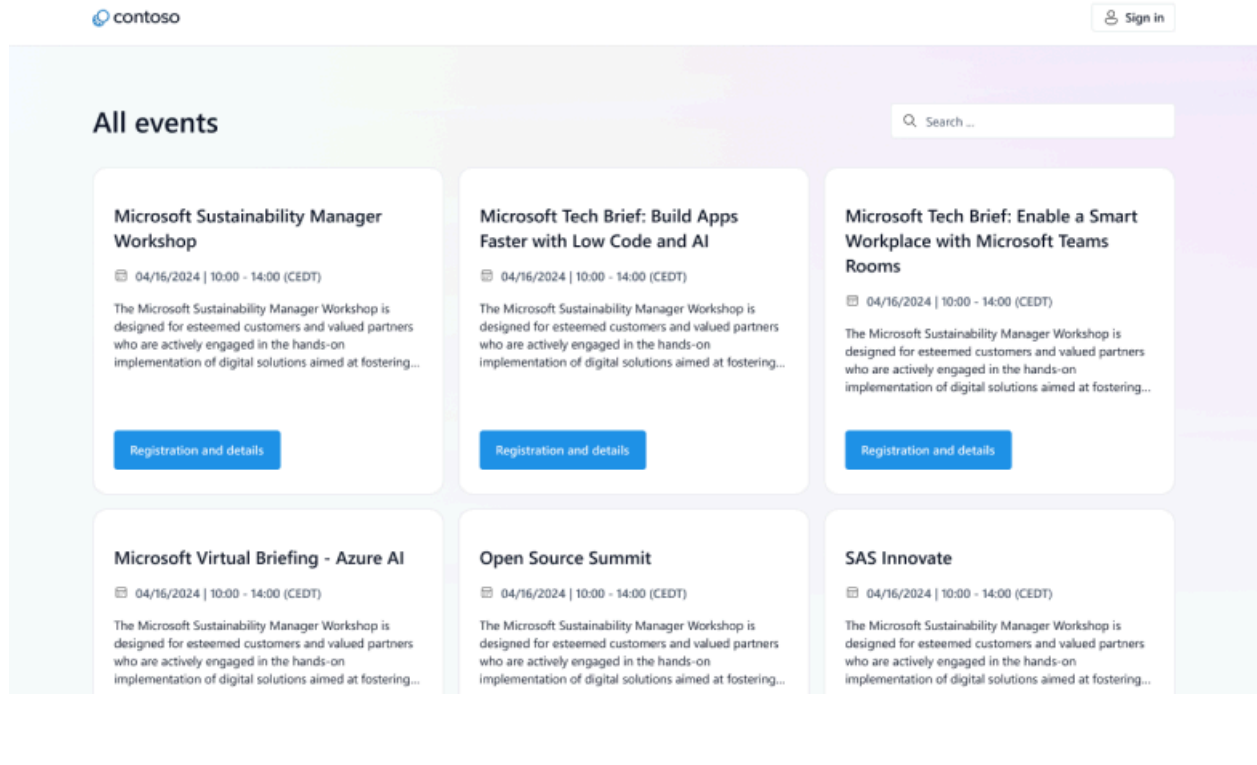 contoso
Sign in
All events
Search ...
Microsoft Sustainability Manager
Workshop
04/16/2024 | 10:00 - 14:00 (CEDT)
The Microsoft Sustainability Manager Workshop is
designed for esteemed customers and valued partners
who are actively engaged in the hands-on
implementation of digital solutions aimed at fostering...
Registration and details
Microsoft Tech Brief: Build Apps
Faster with Low Code and AI
04/16/2024 | 10:00 - 14:00 (CEDT)
The Microsoft Sustainability Manager Workshop is
designed for esteemed customers and valued partners
who are actively engaged in the hands-on
implementation of digital solutions aimed at fostering...
Registration and details
Microsoft Tech Brief: Enable a Smart
Workplace with Microsoft Teams
Rooms
04/16/2024 | 10:00 - 14:00 (CEDT)
The Microsoft Sustainability Manager Workshop is
designed for esteemed customers and valued partners
who are actively engaged in the hands-on
implementation of digital solutions aimed at fostering...
Registration and details
Microsoft Virtual Briefing - Azure AI
04/16/2024 | 10:00 - 14:00 (CEDT)
The Microsoft Sustainability Manager Workshop is
designed for esteemed customers and valued partners
who are actively engaged in the hands-on
implementation of digital solutions aimed at fostering...
Open Source Summit
04/16/2024 | 10:00 - 14:00 (CEDT)
The Microsoft Sustainability Manager Workshop is
designed for esteemed customers and valued partners
who are actively engaged in the hands-on
implementation of digital solutions aimed at fostering...
SAS Innovate
04/16/2024 | 10:00 - 14:00 (CEDT)
The Microsoft Sustainability Manager Workshop is
designed for esteemed customers and valued partners
who are actively engaged in the hands-on
implementation of digital solutions aimed at fostering...